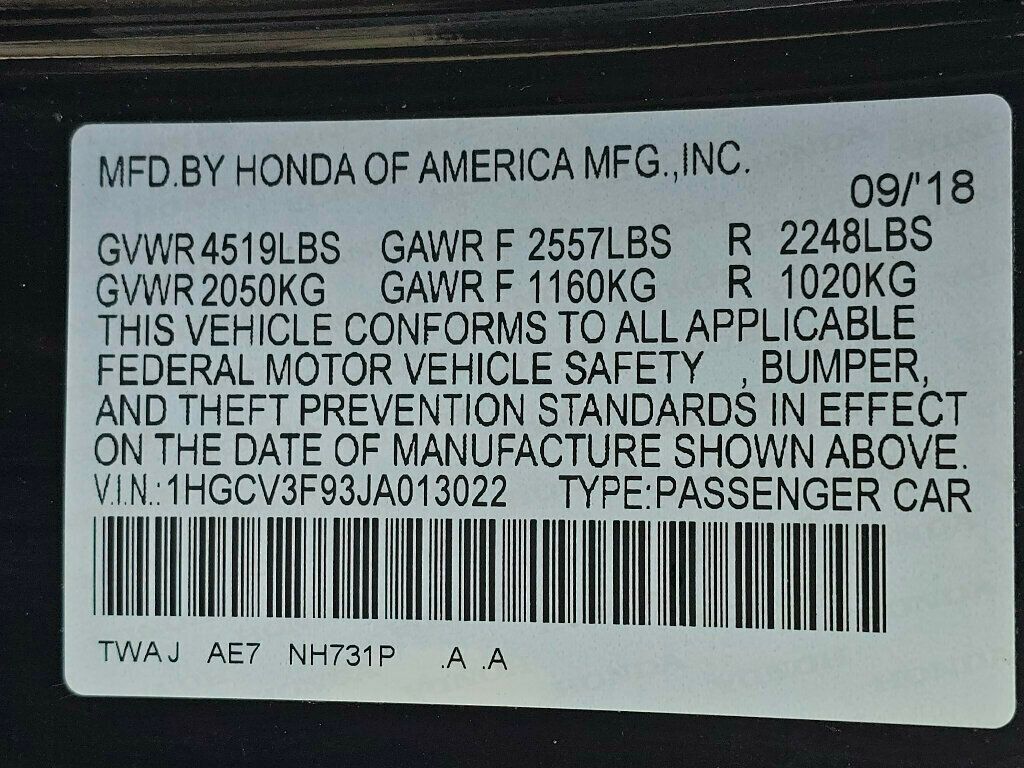 MFD.BY HONDA OF AMERICA MFG.,INC.
09/'18
GVWR 4519LBS GAWR F 2557LBS R 2248LBS
GVWR 2050KG GAWR F 1160KG R 1020KG
THIS VEHICLE CONFORMS TO ALL APPLICABLE
FEDERAL MOTOR VEHICLE SAFETY , BUMPER,
AND THEFT PREVENTION STANDARDS IN EFFECT
ON THE DATE OF MANUFACTURE SHOWN ABOVE.
V.I.N.:1HGCV3F93JA013022 TYPE:PASSENGER CAR
TWAJ AE7 NH731P .A .A